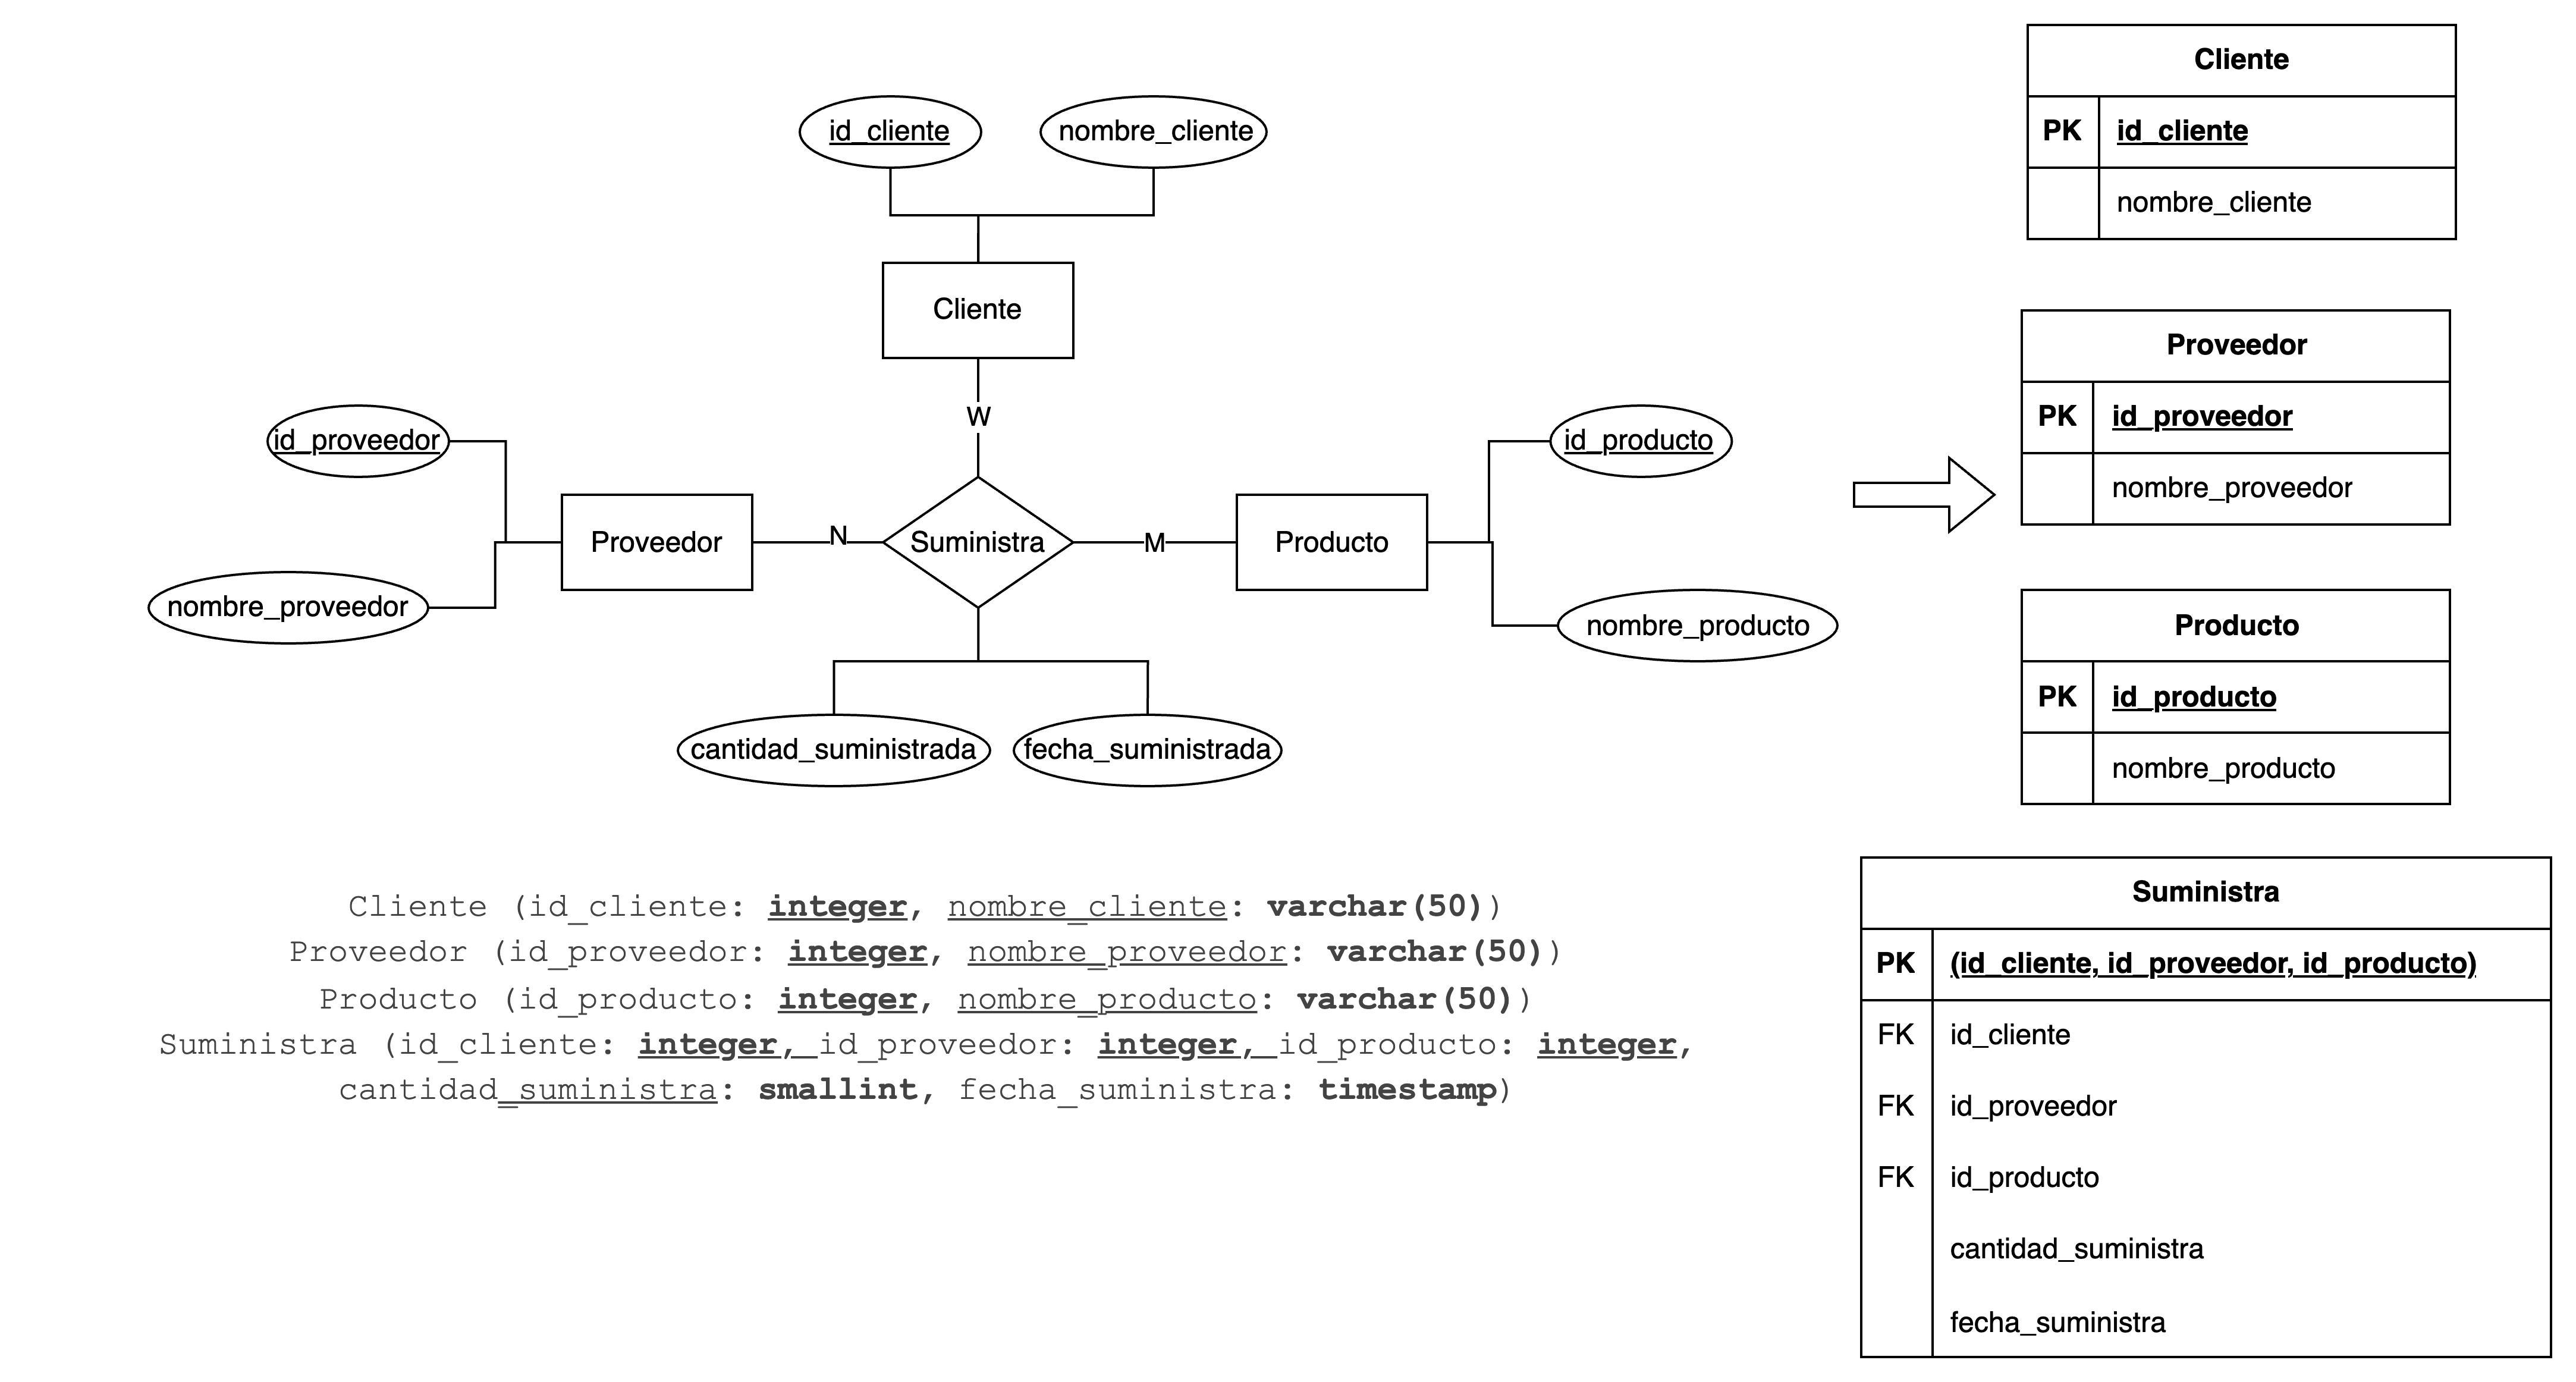 id_cliente
nombre_cliente
Cliente
W
id_proveedor
nombre_proveedor
Proveedor
N
Suministra
M
Producto
id_producto
nombre_producto
cantidad_suministrada
fecha_suministrada
Cliente (id_cliente: integer, nombre_cliente: varchar(50))
Proveedor (id_proveedor: integer, nombre_proveedor: varchar(50))
Producto (id_producto: integer, nombre_producto: varchar(50))
Suministra (id_cliente: integer, id_proveedor: integer, id_producto: integer,
cantidad_suministra: smallint, fecha_suministra: timestamp)
Cliente
PK id_cliente
nombre_cliente
Proveedor
PK id_proveedor
nombre_proveedor
Producto
PK id_producto
nombre_producto
Suministra
PK (id_cliente, id_proveedor, id_producto)
FK id_cliente
FK id_proveedor
FK id_producto
cantidad_suministra
fecha_suministra